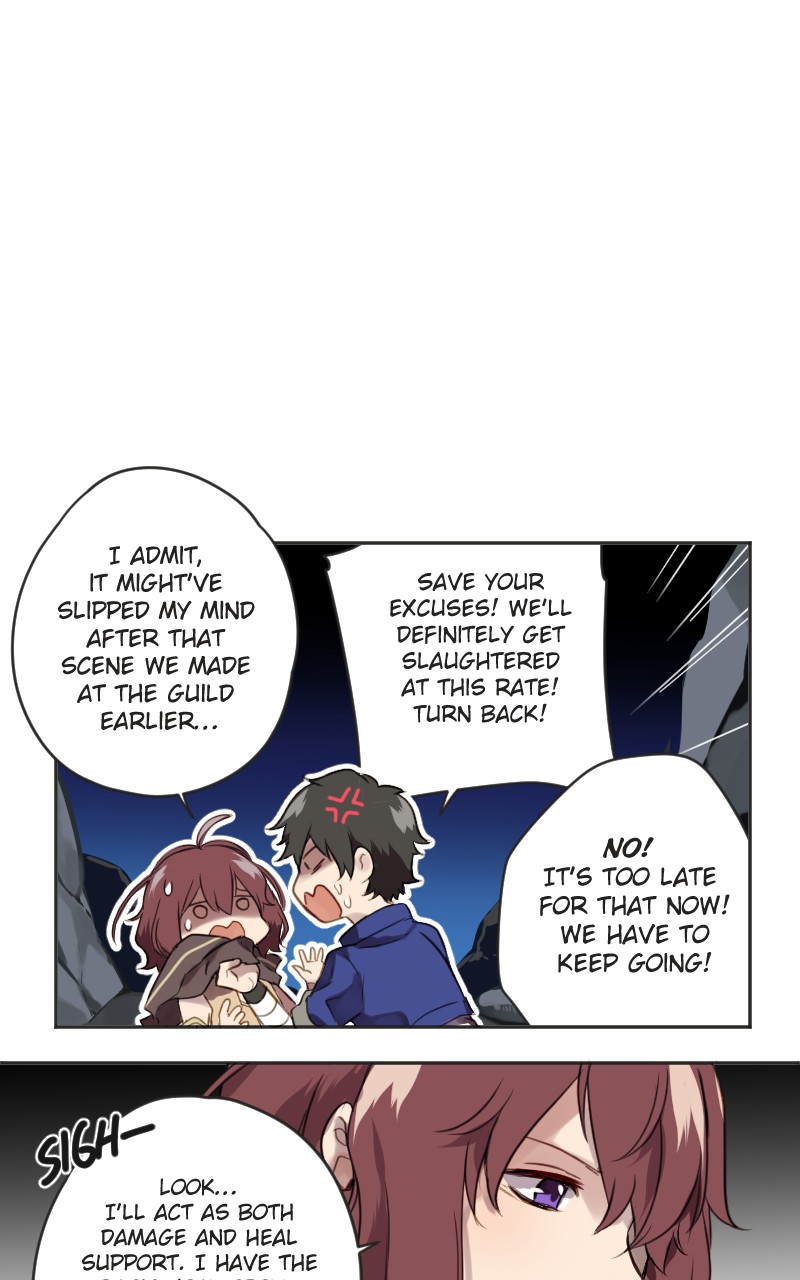 I ADMIT,
IT MIGHT'VE
SLIPPED MY MIND
AFTER THAT
SCENE WE MADE
AT THE GUILD
EARLIER...
SAVE YOUR
EXCUSES! WE'LL
DEFINITELY GET
SLAUGHTERED
AT THIS RATE!
TURN BACK!
NO!
IT'S TOO LATE
FOR THAT NOW!
WE HAVE TO
KEEP GOING!
SIGH—
LOOK...
I'LL ACT AS BOTH
DAMAGE AND HEAL
SUPPORT. I HAVE THE